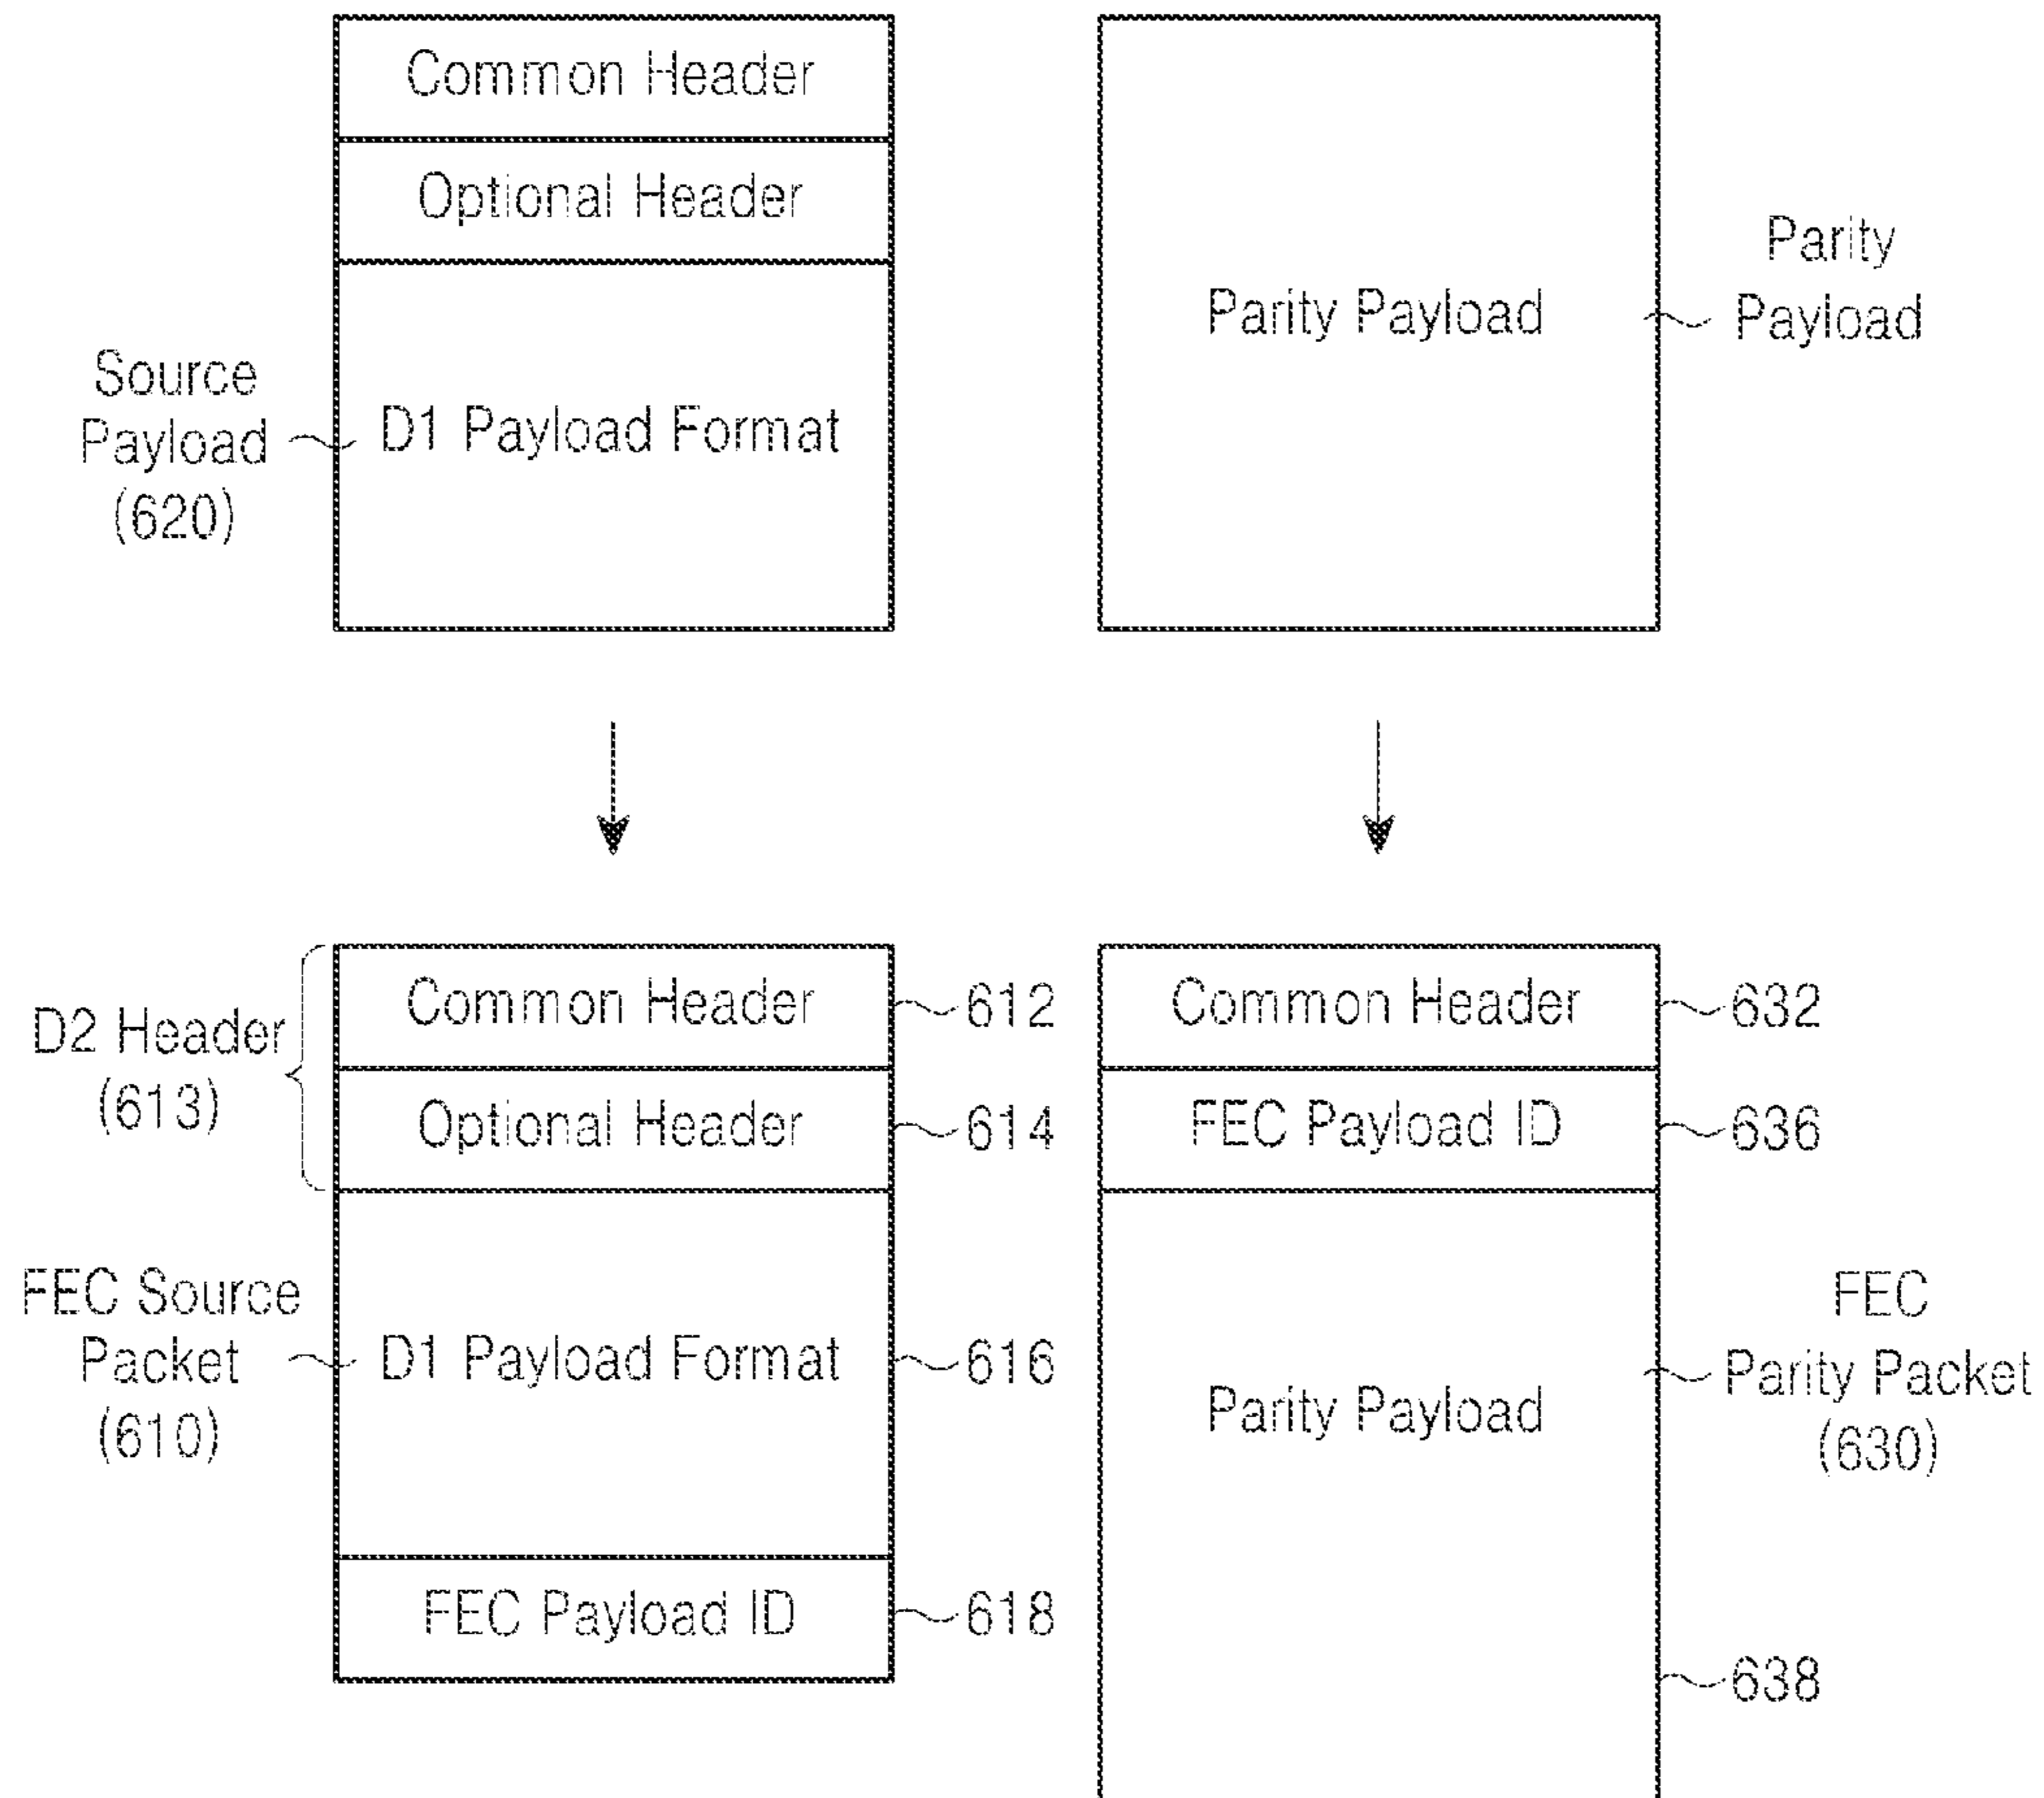 Common Header
Optional Header
D1 Payload Format
Source
Payload
(620)
Parity Payload
Parity
Payload
D2 Header
(613)
Common Header
612
Optional Header
614
FEC Source
Packet
(610)
D1 Payload Format
616
FEC Payload ID
618
Common Header
632
FEC Payload ID
636
Parity Payload
FEC
Parity Packet
(630)
638